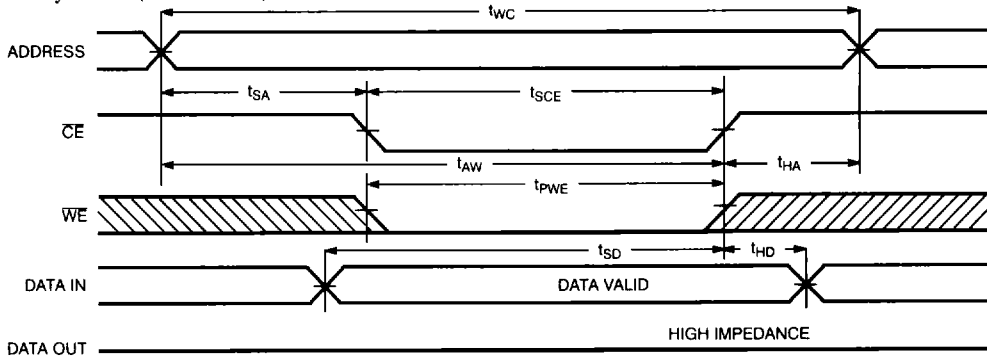 tWC
ADDRESS
tSA
tSCE
CE
tAW
tHA
tPWE
WE
tSD
tHD
DATA IN
DATA VALID
HIGH IMPEDANCE
DATA OUT